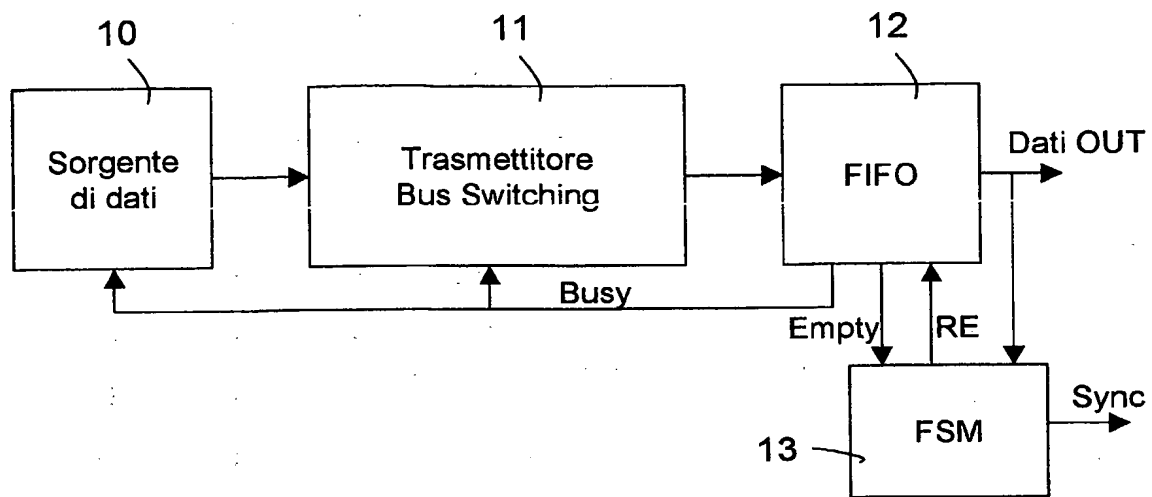 10
11
12
Sorgente
di dati
Trasmettitore
Bus Switching
FIFO
Dati OUT
Busy
Empty
RE
13
FSM
Sync